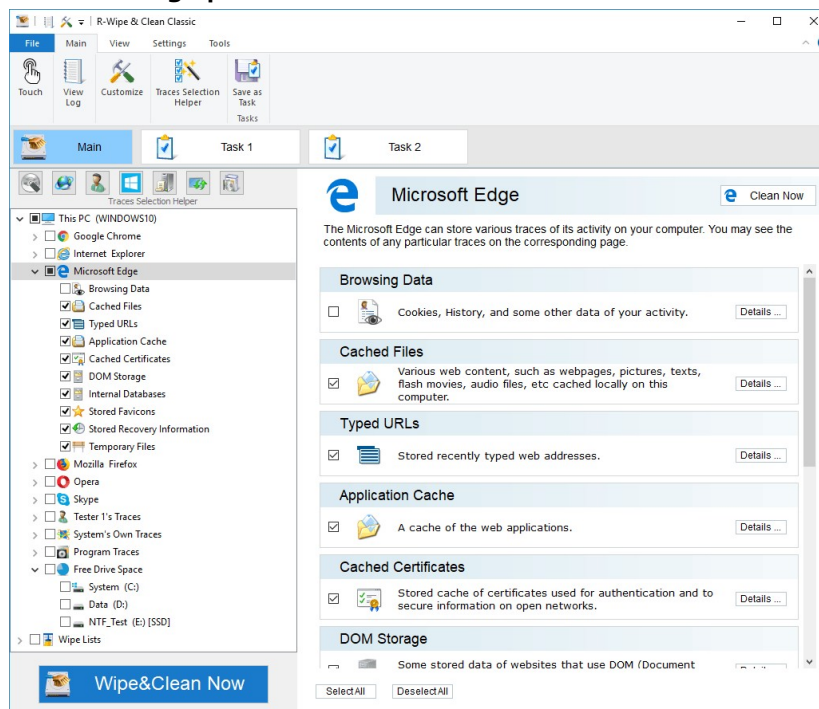 R-Wipe & Clean Classic
File Main View Settings Tools
Touch
View Log
Customize
Traces Selection Helper
Save as Task
Tasks
Main
Task 1
Task 2
Traces Selection Helper
This PC (WINDOWS10)
Google Chrome
Internet Explorer
Microsoft Edge
Browsing Data
Cached Files
Typed URLs
Application Cache
Cached Certificates
DOM Storage
Internal Databases
Stored Favicons
Stored Recovery Information
Temporary Files
Mozilla Firefox
Opera
Skype
Tester 1's Traces
System's Own Traces
Program Traces
Free Drive Space
System (C:)
Data (D:)
NTF_Test (E:) [SSD]
Wipe Lists
Wipe&Clean Now
Microsoft Edge
Clean Now
The Microsoft Edge can store various traces of its activity on your computer. You may see the
contents of any particular traces on the corresponding page.
Browsing Data
Cookies, History, and some other data of your activity.
Details ...
Cached Files
Various web content, such as webpages, pictures, texts,
flash movies, audio files, etc cached locally on this
computer.
Details ...
Typed URLs
Stored recently typed web addresses.
Details ...
Application Cache
A cache of the web applications.
Details ...
Cached Certificates
Stored cache of certificates used for authentication and to
secure information on open networks.
Details ...
DOM Storage
Some stored data of websites that use DOM (Document
Select All
Deselect All